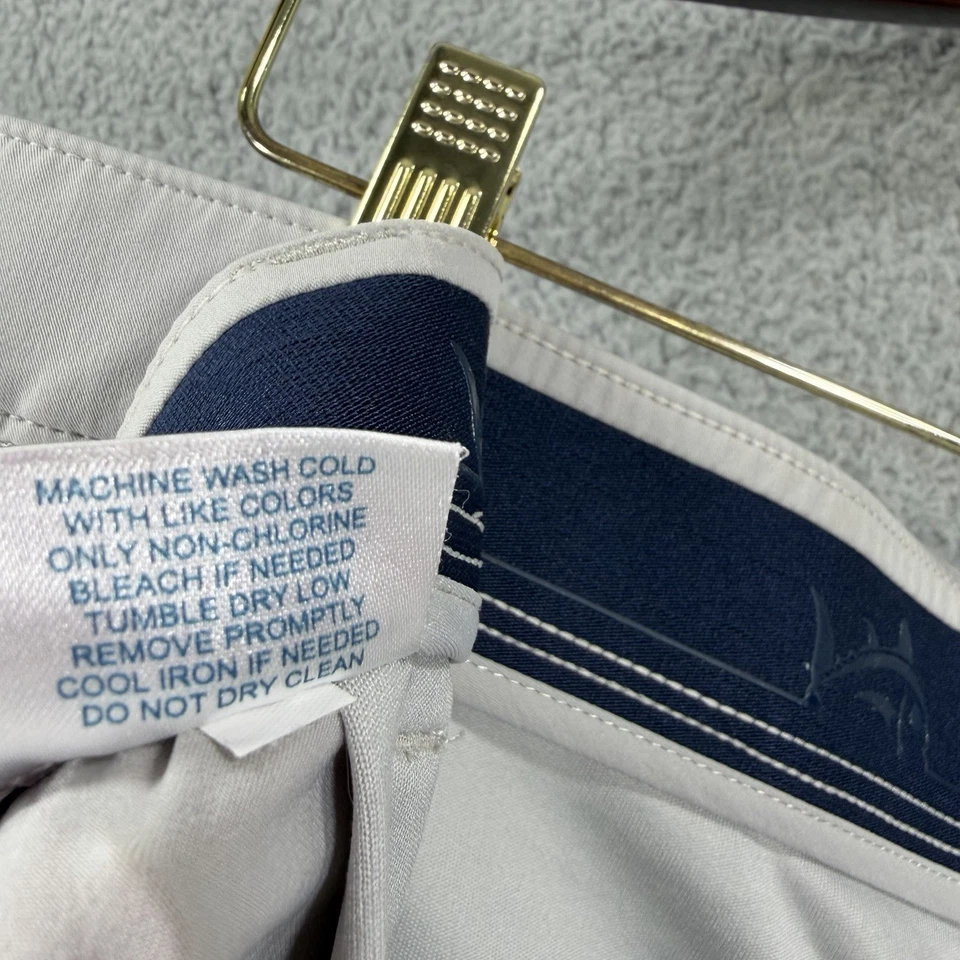 MACHINE WASH COLD
WITH LIKE COLORS
ONLY NON-CHLORINE
BLEACH IF NEEDED
TUMBLE DRY LOW
REMOVE PROMPTLY
COOL IRON IF NEEDED
DO NOT DRY CLEAN